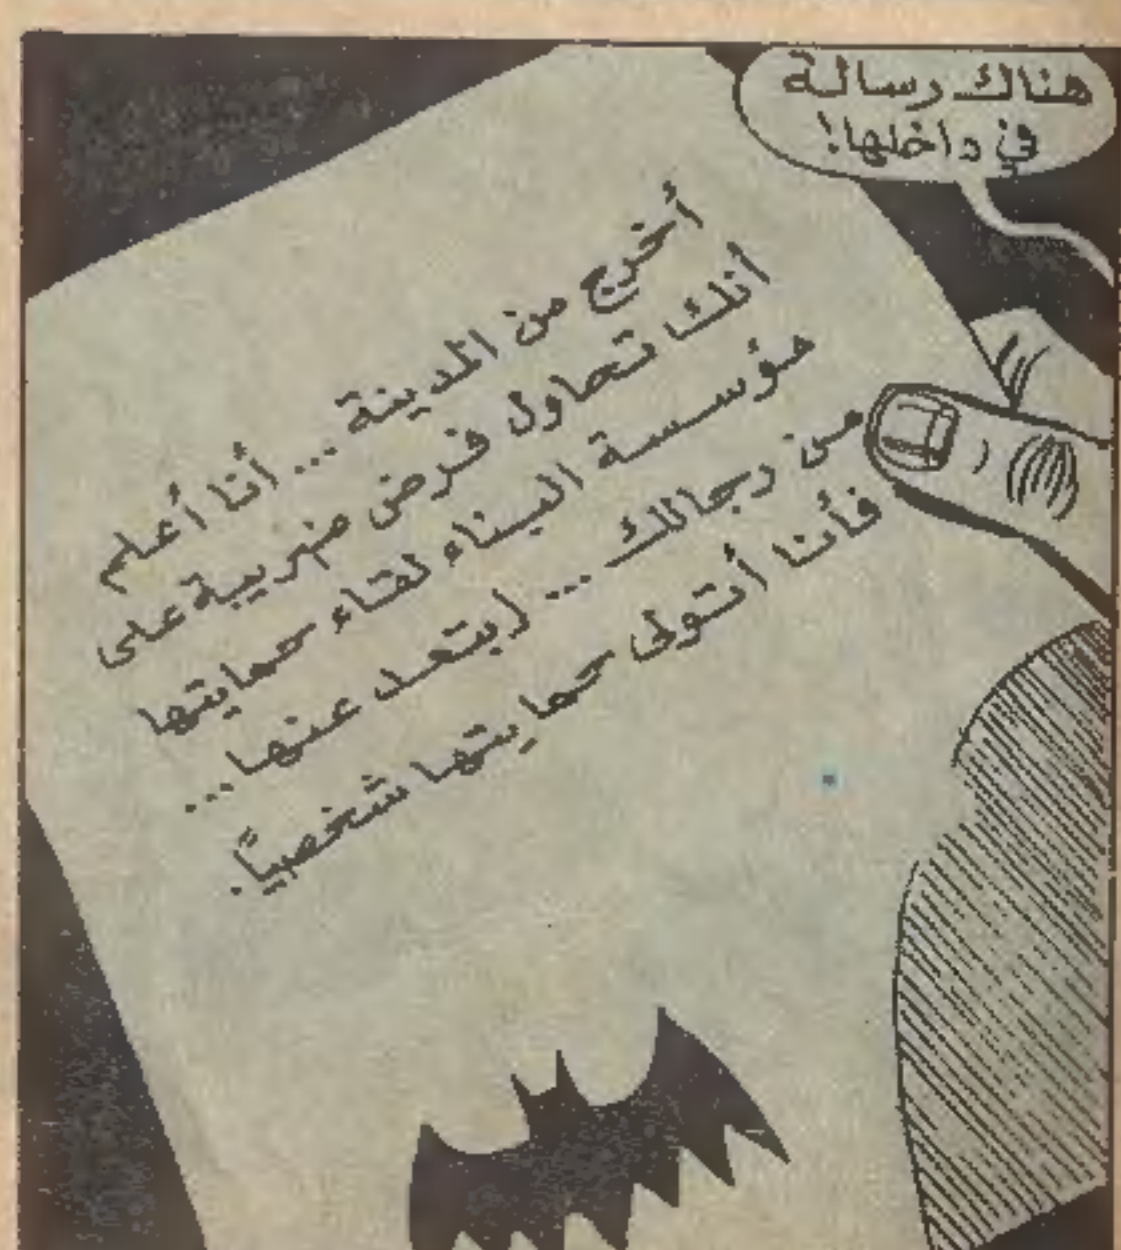 هناك رسالة
في داخلها!
أخرج من المدينة... أنا أعلم
أنك تحاول فرض ضريبة على
مؤسسة البناء لقاء حمايتها
من رجالك... إبتعد عنها...
فأنا أتولى حمايتها شخصيًا.